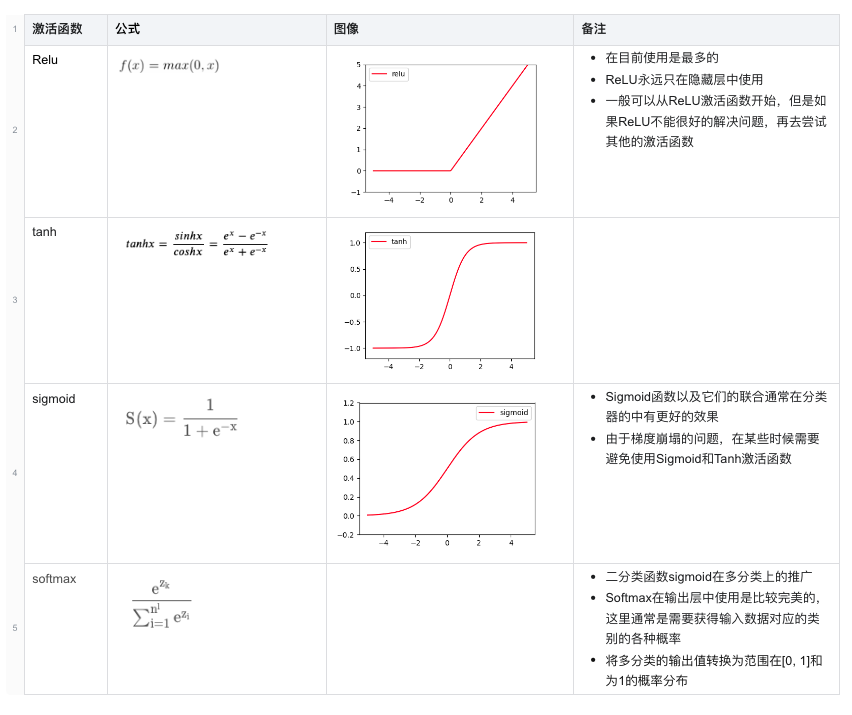 1 激活函数 公式 图像 备注
2
Relu
f(x) = max(0, x)
relu
5
4
3
2
1
0
−1
−4 −2 0 2 4
在目前使用是最多的
ReLU永远只在隐藏层中使用
一般可以从ReLU激活函数开始，但是如
果ReLU不能很好的解决问题，再去尝试
其他的激活函数
3
tanh
tanhx = sinhx / coshx = e^x − e^−x / e^x + e^−x
tanh
1.0
0.5
0.0
−0.5
−1.0
−4 −2 0 2 4
4
sigmoid
S(x) = 1 / 1 + e^−x
sigmoid
1.2
1.0
0.8
0.6
0.4
0.2
0.0
−0.2
−4 −2 0 2 4
Sigmoid函数以及它们的联合通常在分类
器的中有更好的效果
由于梯度崩塌的问题，在某些时候需要
避免使用Sigmoid和Tanh激活函数
5
softmax
e^z_k / ∑_i=1^n^l e^z_i
二分类函数sigmoid在多分类上的推广
Softmax在输出层中使用是比较完美的，
这里通常是需要获得输入数据对应的类
别的各种概率
将多分类的输出值转换为范围在[0, 1]和
为1的概率分布